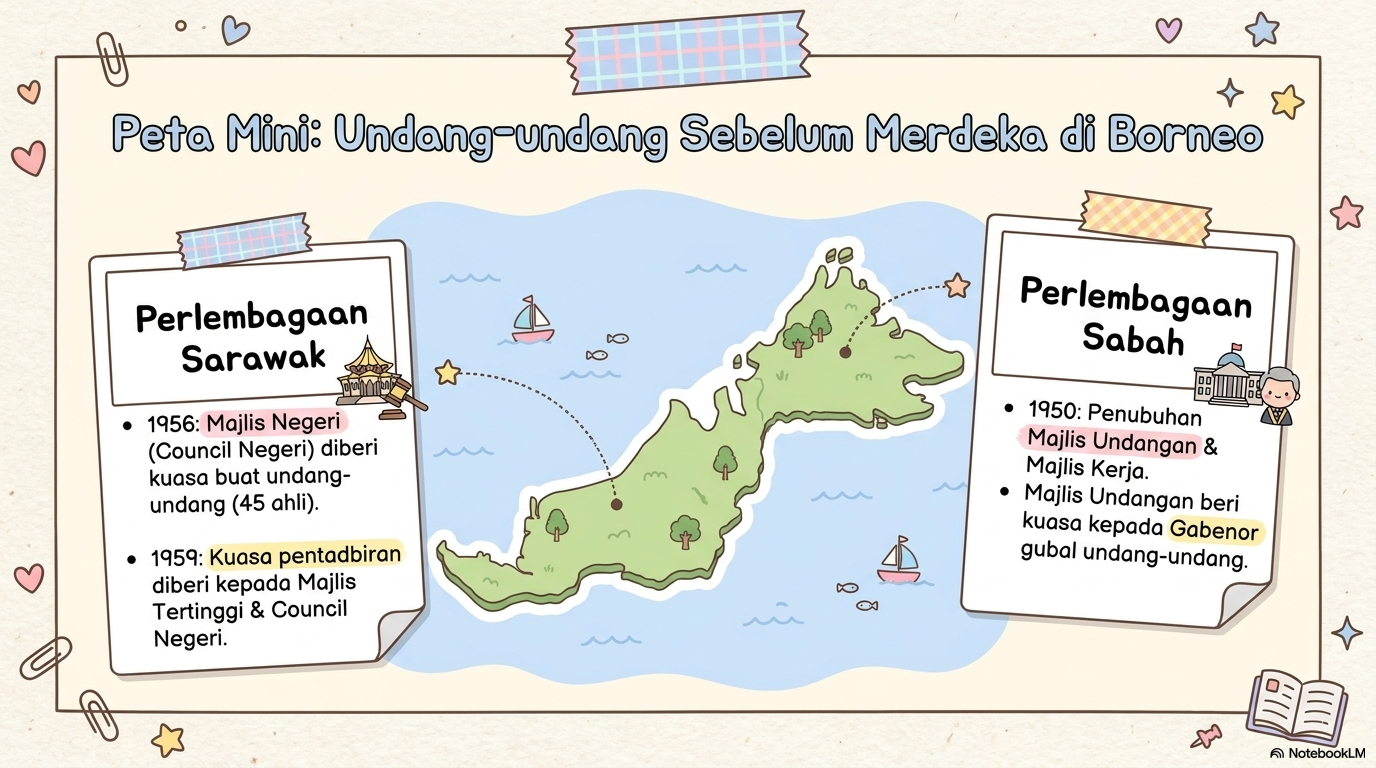 Peta Mini: Undang-undang Sebelum Merdeka di Borneo
Perlembagaan
Sarawak
• 1956: Majlis Negeri
(Council Negeri) diberi
kuasa buat undang-
undang (45 ahli).
• 1959: Kuasa pentadbiran
diberi kepada Majlis
Tertinggi & Council
Negeri.
Perlembagaan
Sabah
• 1950: Penubuhan
Majlis Undangan &
Majlis Kerja.
• Majlis Undangan beri
kuasa kepada Gabenor
gubal undang-undang.
NotebookLM